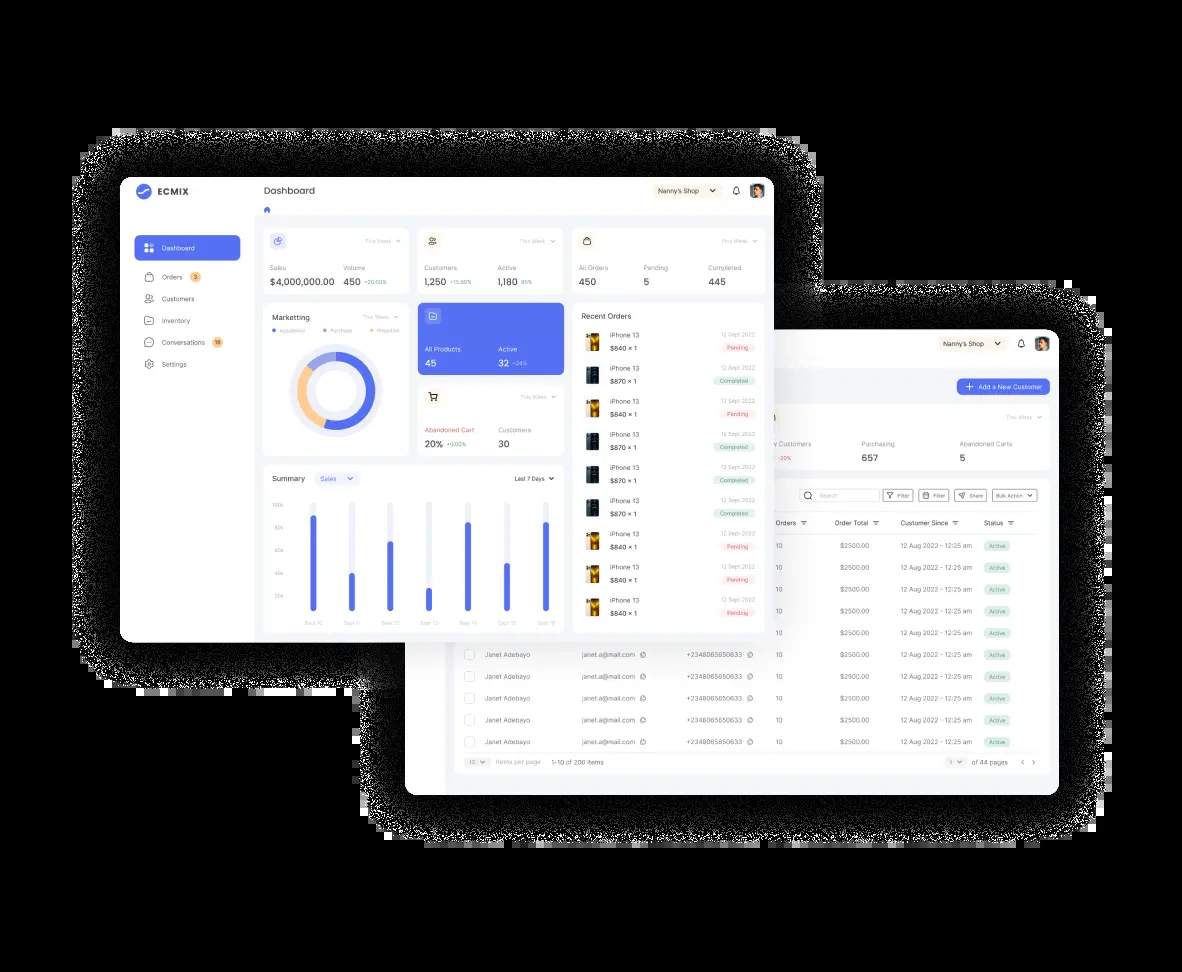 ECMIX
Dashboard
Nanny's Shop
Dashboard
Orders 3
Customers
Inventory
Conversations 16
Settings
This Week
Sales Volume
$4,000,000.00 450 +20.00%
This Week
Customers Active
1,250 +15.80% 1,180 85%
This Week
All Orders Pending Completed
450 5 445
Marketting This Week
Acquisition Purchase Retention
All Products Active
45 32 +24%
This Week
Abandoned Cart Customers
20% +0.00% 30
Summary Sales Last 7 Days
100k
80k
60k
40k
20k
Sept 10 Sept 11 Sept 12 Sept 13 Sept 14 Sept 15 Sept 16
Recent Orders
iPhone 13 12 Sept 2022
$840 × 1 Pending
iPhone 13 12 Sept 2022
$870 × 1 Completed
iPhone 13 12 Sept 2022
$840 × 1 Pending
iPhone 13 12 Sept 2022
$870 × 1 Completed
iPhone 13 12 Sept 2022
$870 × 1 Completed
iPhone 13 12 Sept 2022
$870 × 1 Completed
iPhone 13 12 Sept 2022
$840 × 1 Pending
iPhone 13 12 Sept 2022
$840 × 1 Pending
iPhone 13 12 Sept 2022
$840 × 1 Pending
Nanny's Shop
+ Add a New Customer
This Week
Customers Purchasing Abandoned Carts
-20% 657 5
Search Filter Filter Share Bulk Action
Orders Order Total Customer Since Status
10 $2500.00 12 Aug 2022 - 12:25 am Active
10 $2500.00 12 Aug 2022 - 12:25 am Active
10 $2500.00 12 Aug 2022 - 12:25 am Active
10 $2500.00 12 Aug 2022 - 12:25 am Active
10 $2500.00 12 Aug 2022 - 12:25 am Active
Janet Adebayo janet.a@mail.com +2348065650633 10 $2500.00 12 Aug 2022 - 12:25 am Active
Janet Adebayo janet.a@mail.com +2348065650633 10 $2500.00 12 Aug 2022 - 12:25 am Active
Janet Adebayo janet.a@mail.com +2348065650633 10 $2500.00 12 Aug 2022 - 12:25 am Active
Janet Adebayo janet.a@mail.com +2348065650633 10 $2500.00 12 Aug 2022 - 12:25 am Active
Janet Adebayo janet.a@mail.com +2348065650633 10 $2500.00 12 Aug 2022 - 12:25 am Active
10 Items per page 1-10 of 200 items 1 of 44 pages